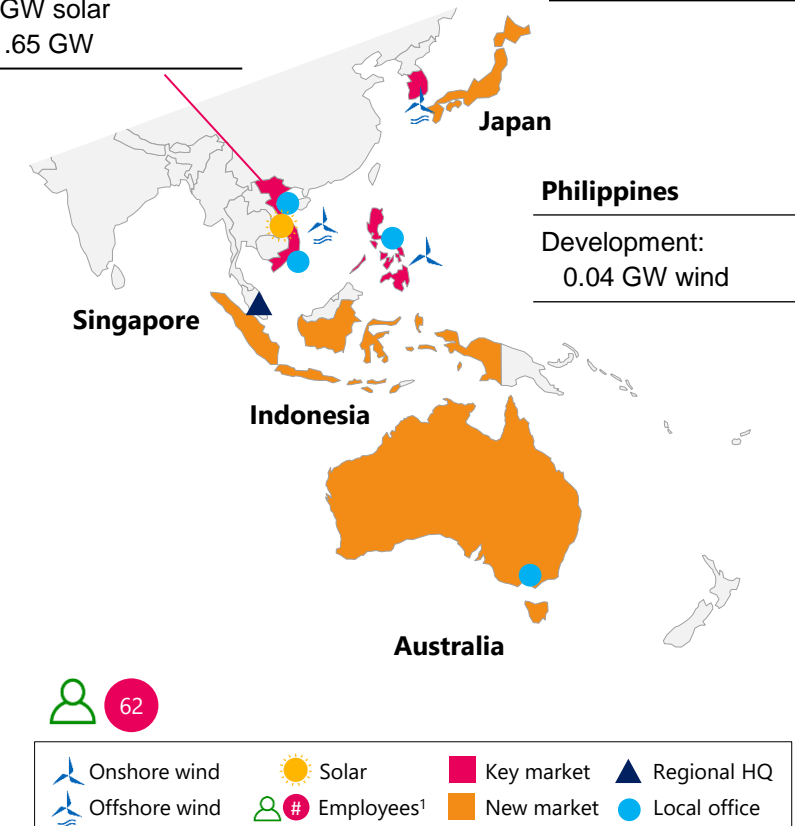 GW solar
.65 GW
Japan
Philippines
Development:
0.04 GW wind
Singapore
Indonesia
Australia
62
Onshore wind
Solar
Key market
Regional HQ
Offshore wind
# Employees¹
New market
Local office